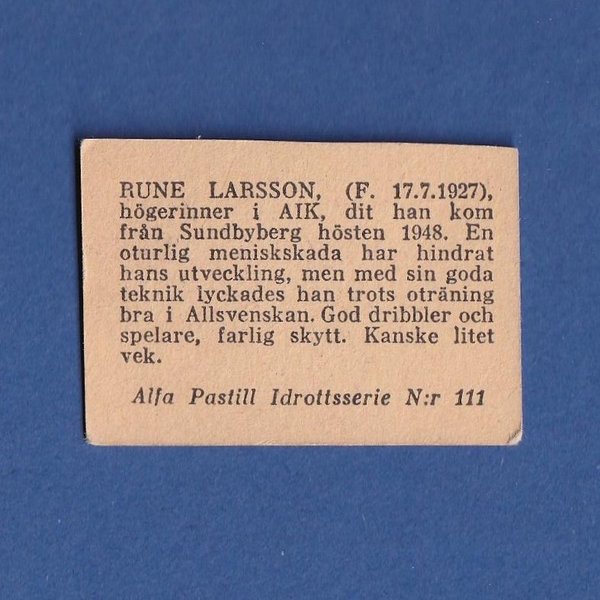 RUNE LARSSON, (F. 17.7.1927),
högerinner i AIK, dit han kom
från Sundbyberg hösten 1948. En
oturlig meniskskada har hindrat
hans utveckling, men med sin goda
teknik lyckades han trots oträning
bra i Allsvenskan. God dribbler och
spelare, farlig skytt. Kanske litet
vek.
Alfa Pastill Idrottsserie N:r 111